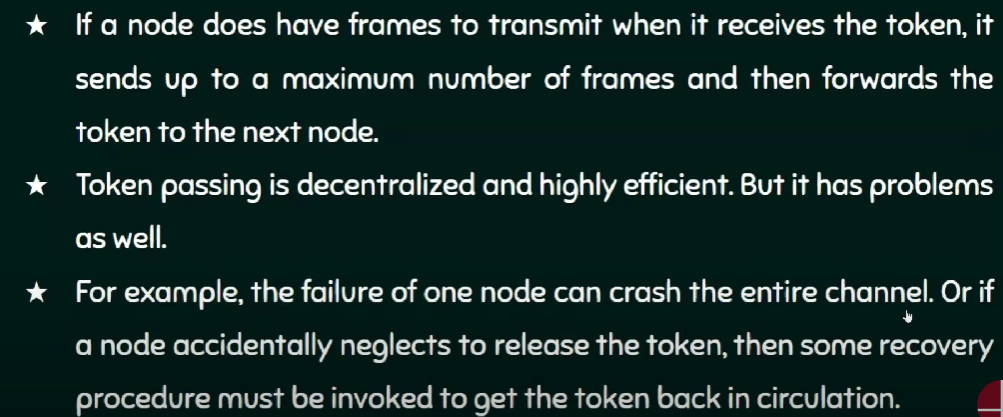 ★ If a node does have frames to transmit when it receives the token, it
sends up to a maximum number of frames and then forwards the
token to the next node.
★ Token passing is decentralized and highly efficient. But it has problems
as well.
★ For example, the failure of one node can crash the entire channel. Or if
a node accidentally neglects to release the token, then some recovery
procedure must be invoked to get the token back in circulation.